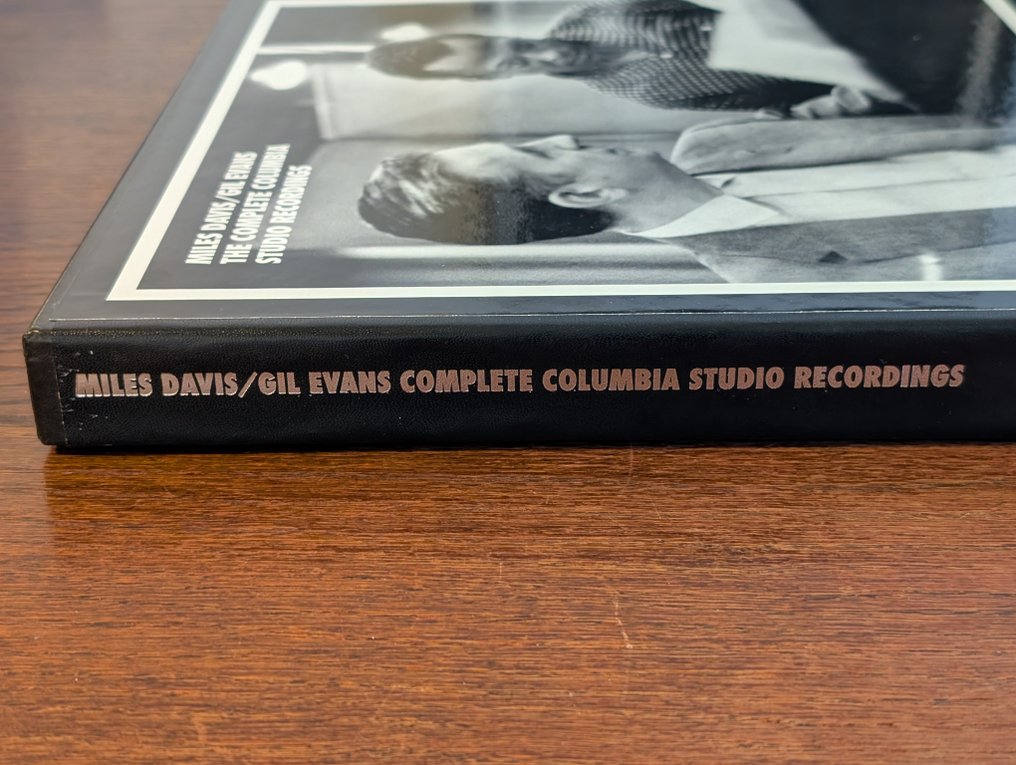 MILES DAVIS/GIL EVANS
THE COMPLETE COLUMBIA
STUDIO RECORDINGS
MILES DAVIS/GIL EVANS COMPLETE COLUMBIA STUDIO RECORDINGS